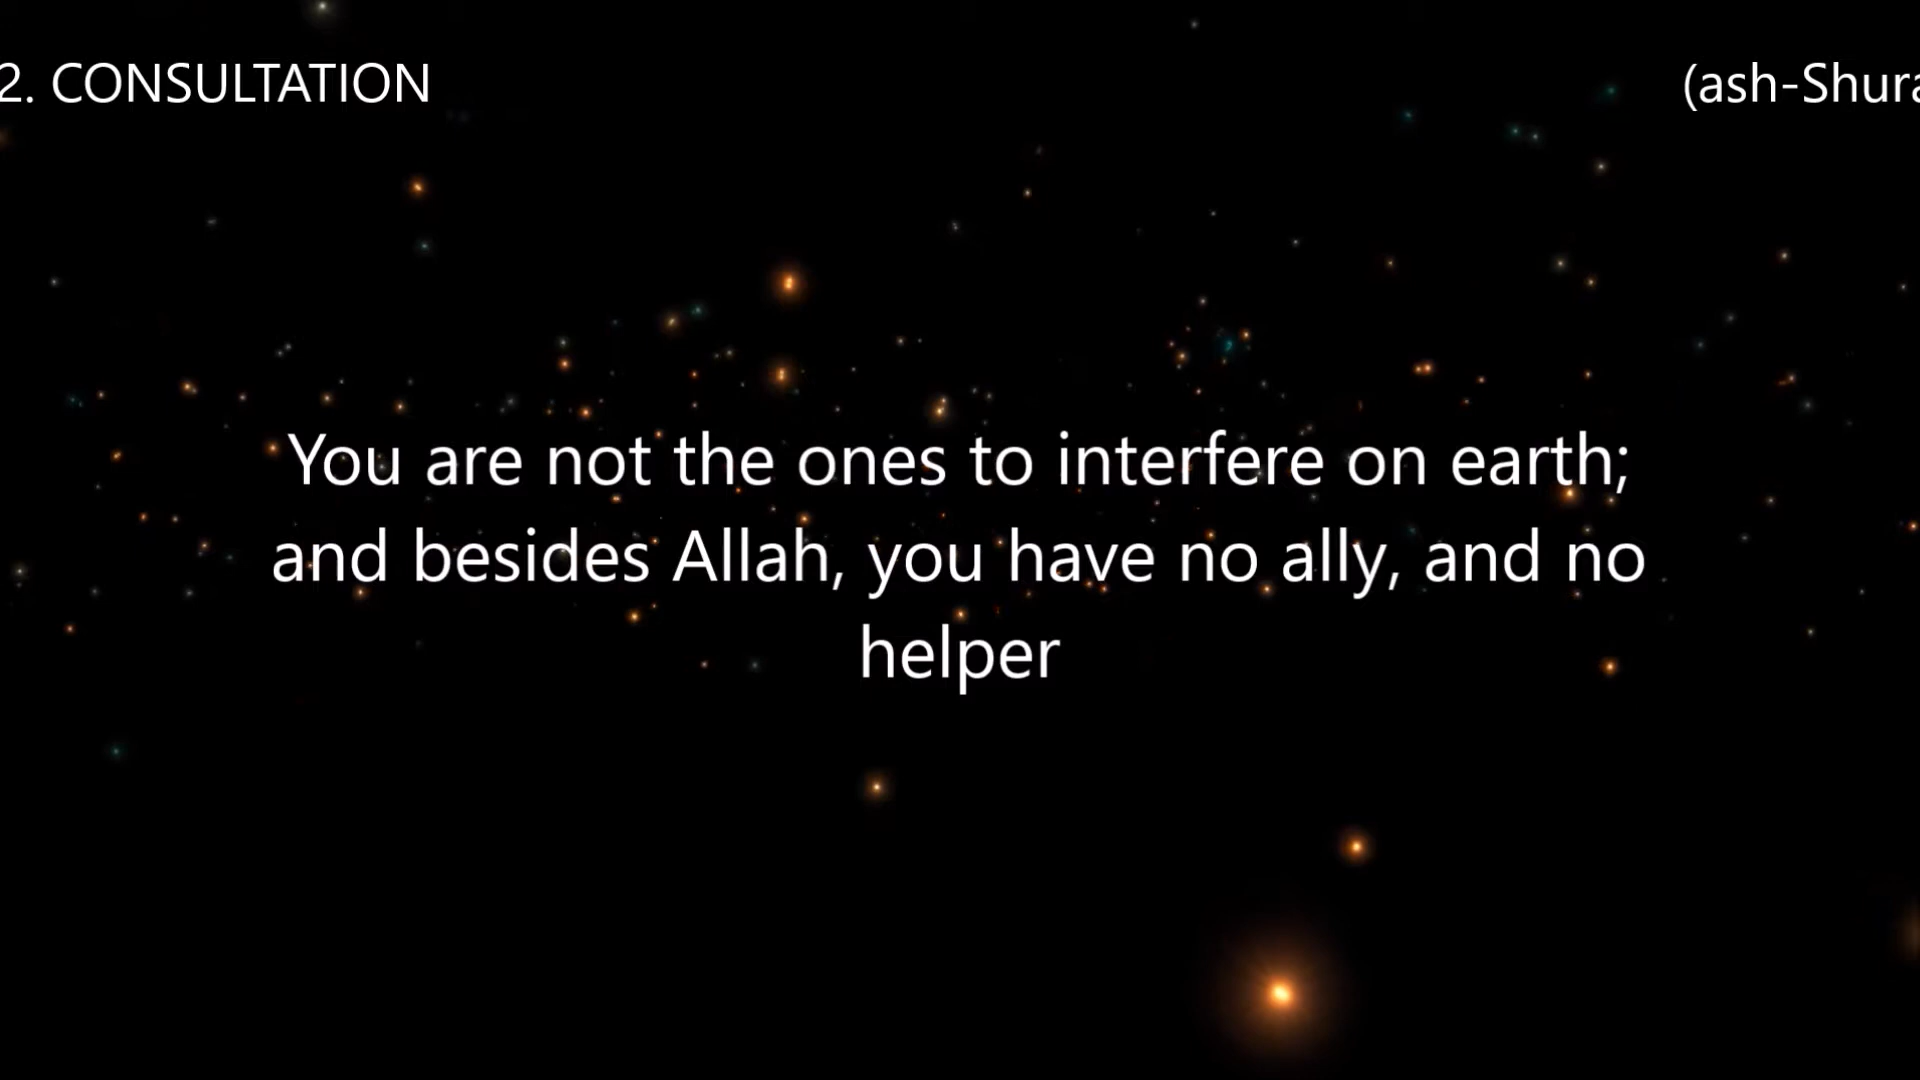 2. CONSULTATION
(ash-Shura
You are not the ones to interfere on earth;
and besides Allah, you have no ally, and no
helper